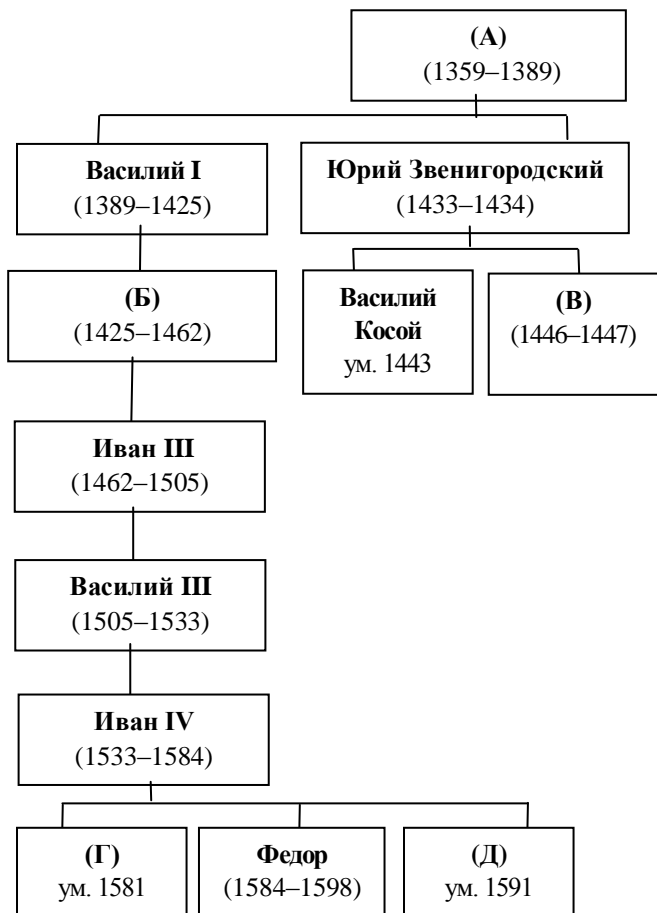 (А)
(1359–1389)
Василий I
(1389–1425)
Юрий Звенигородский
(1433–1434)
(Б)
(1425–1462)
Василий
Косой
ум. 1443
(В)
(1446–1447)
Иван III
(1462–1505)
Василий III
(1505–1533)
Иван IV
(1533–1584)
(Г)
ум. 1581
Федор
(1584–1598)
(Д)
ум. 1591